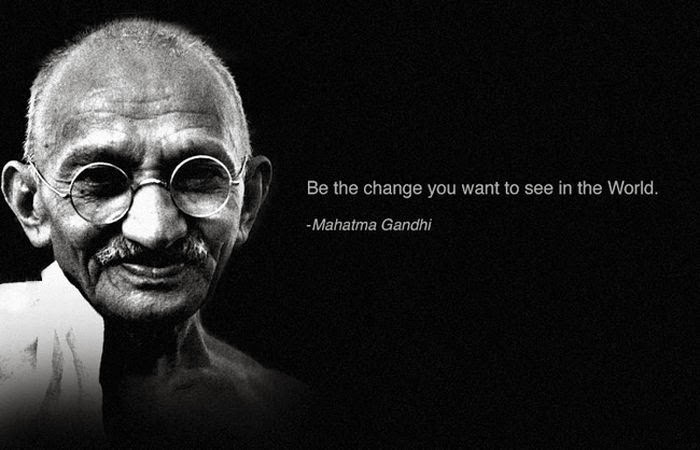 Be the change you want to see in the World.
-Mahatma Gandhi